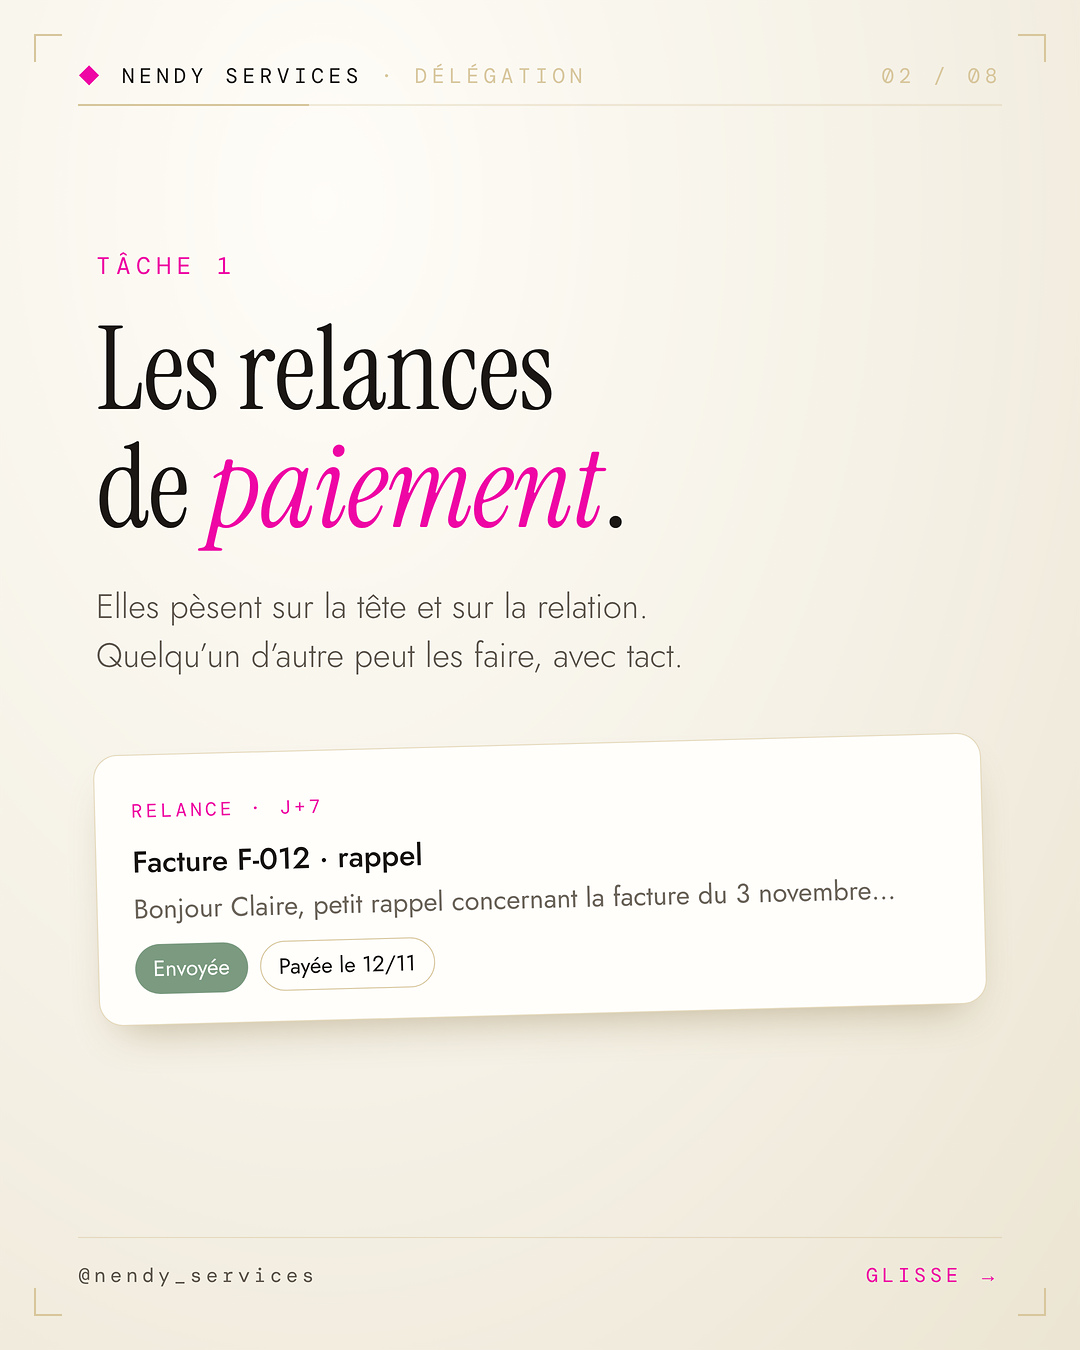 NENDY SERVICES · DÉLÉGATION 02 / 08
TÂCHE 1
Les relances
de paiement.
Elles pèsent sur la tête et sur la relation.
Quelqu’un d’autre peut les faire, avec tact.
RELANCE · J+7
Facture F-012 · rappel
Bonjour Claire, petit rappel concernant la facture du 3 novembre…
Envoyée Payée le 12/11
@nendy_services GLISSE →